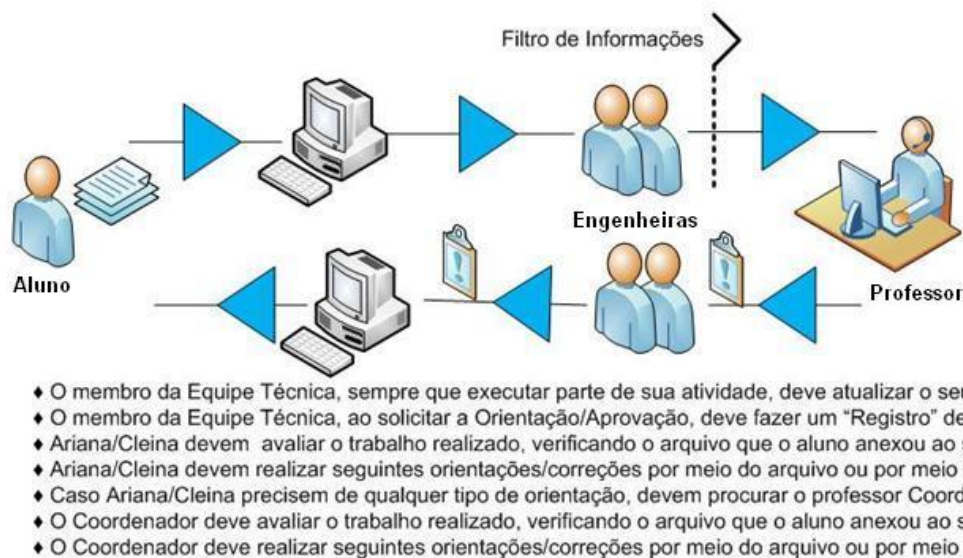 Filtro de Informações
Engenheiras
Aluno
Professor
♦ O membro da Equipe Técnica, sempre que executar parte de sua atividade, deve atualizar o seu
♦ O membro da Equipe Técnica, ao solicitar a Orientação/Aprovação, deve fazer um “Registro” de
♦ Ariana/Cleina devem avaliar o trabalho realizado, verificando o arquivo que o aluno anexou ao s
♦ Ariana/Cleina devem realizar seguintes orientações/correções por meio do arquivo ou por meio
♦ Caso Ariana/Cleina precisem de qualquer tipo de orientação, devem procurar o professor Coord
♦ O Coordenador deve avaliar o trabalho realizado, verificando o arquivo que o aluno anexou ao s
♦ O Coordenador deve realizar seguintes orientações/correções por meio do arquivo ou por meio